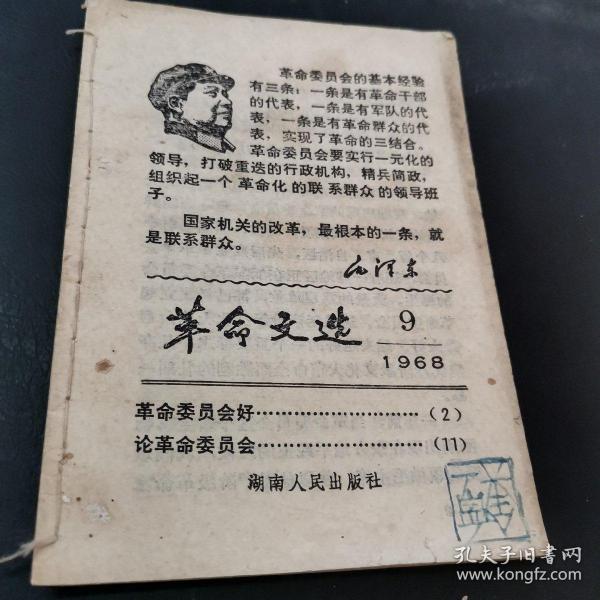 革命委员会的基本经验
有三条：一条是有革命干部
的代表，一条是有军队的代
表，一条是有革命群众的代
表，实现了革命的三结合。
革命委员会要实行一元化的
领导，打破重迭的行政机构，精兵简政，
组织起一个革命化的联系群众的领导班
子。
国家机关的改革，最根本的一条，就
是联系群众。
毛泽东
革命文选
9
1968
革命委员会好……………………（2）
论革命委员会……………………（11）
湖南人民出版社
孔夫子旧书网
www.kongfz.com